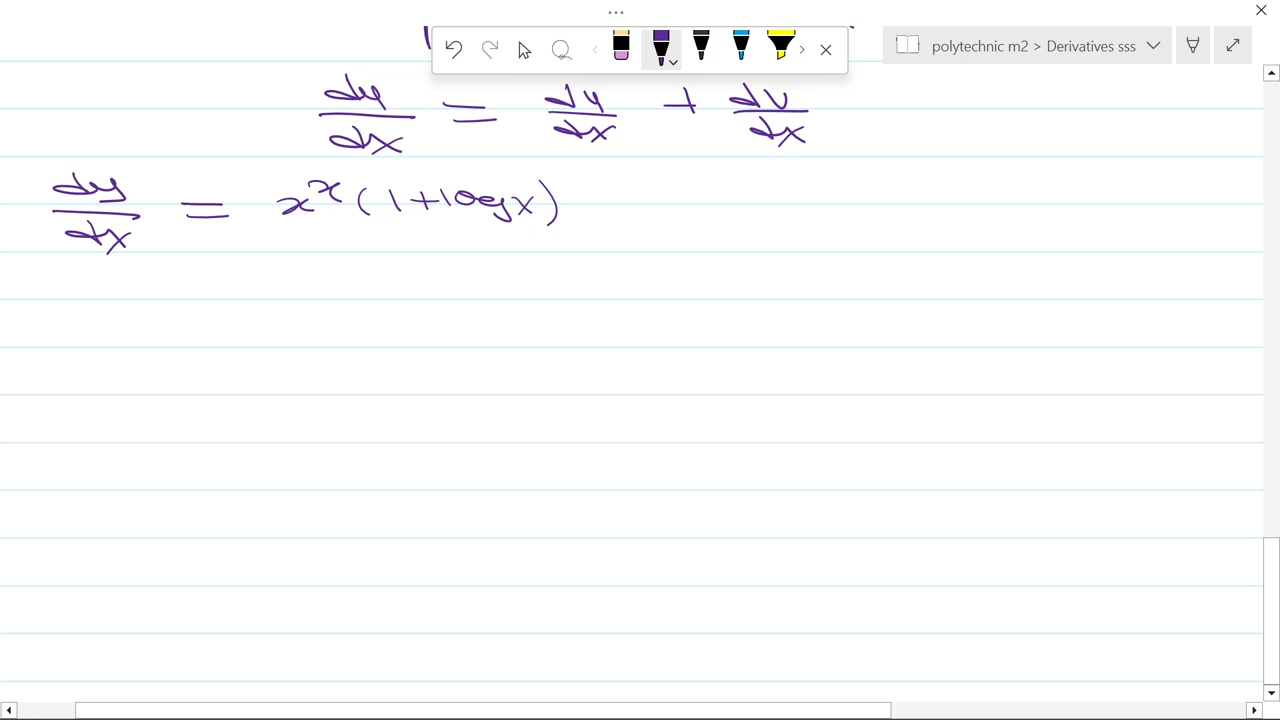 polytechnic m2 > Derivatives sss
dy/dx = du/dx + dv/dx
dy/dx = x^x (1+logx)